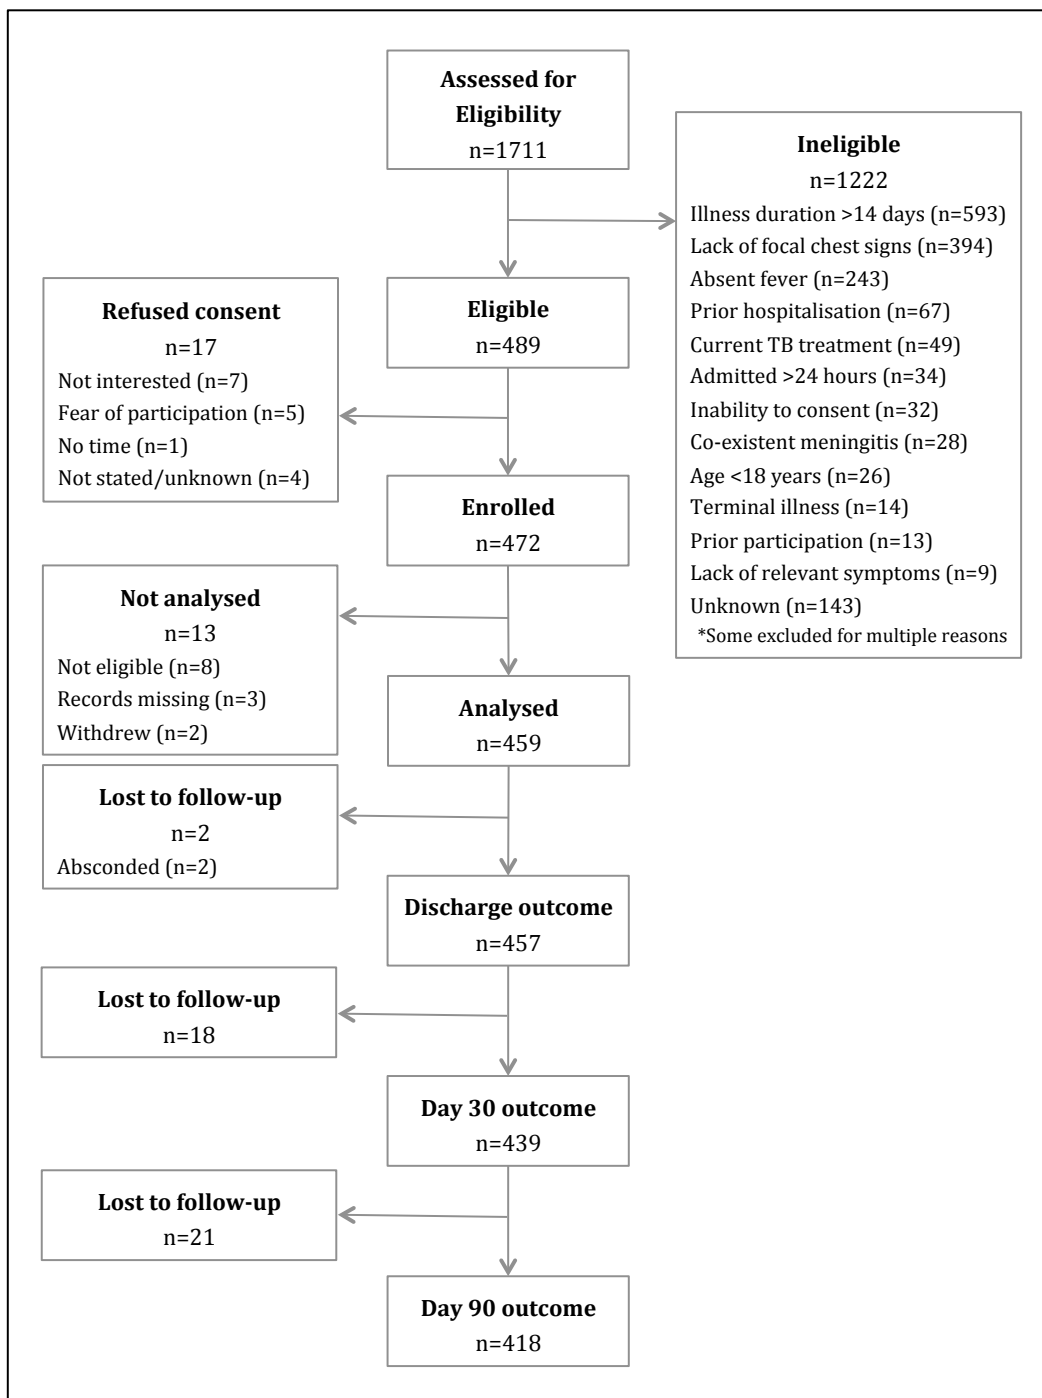 Assessed for
Eligibility
n=1711
Ineligible
n=1222
Illness duration >14 days (n=593)
Lack of focal chest signs (n=394)
Absent fever (n=243)
Prior hospitalisation (n=67)
Current TB treatment (n=49)
Admitted >24 hours (n=34)
Inability to consent (n=32)
Co-existent meningitis (n=28)
Age <18 years (n=26)
Terminal illness (n=14)
Prior participation (n=13)
Lack of relevant symptoms (n=9)
Unknown (n=143)
*Some excluded for multiple reasons
Eligible
n=489
Refused consent
n=17
Not interested (n=7)
Fear of participation (n=5)
No time (n=1)
Not stated/unknown (n=4)
Enrolled
n=472
Not analysed
n=13
Not eligible (n=8)
Records missing (n=3)
Withdrew (n=2)
Analysed
n=459
Lost to follow-up
n=2
Absconded (n=2)
Discharge outcome
n=457
Lost to follow-up
n=18
Day 30 outcome
n=439
Lost to follow-up
n=21
Day 90 outcome
n=418